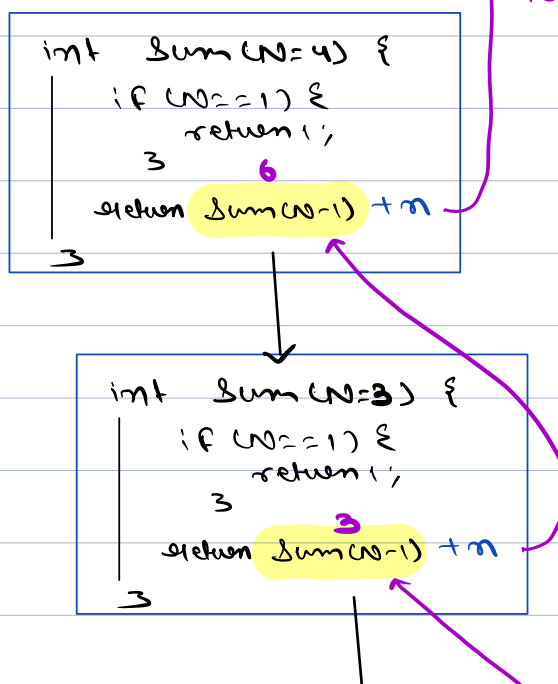 int Sum(N=4) {
if (N==1) {
return 1;
}
6
return Sum(N-1) + n
}
int Sum(N=3) {
if (N==1) {
return 1;
}
3
return Sum(N-1) + n
}